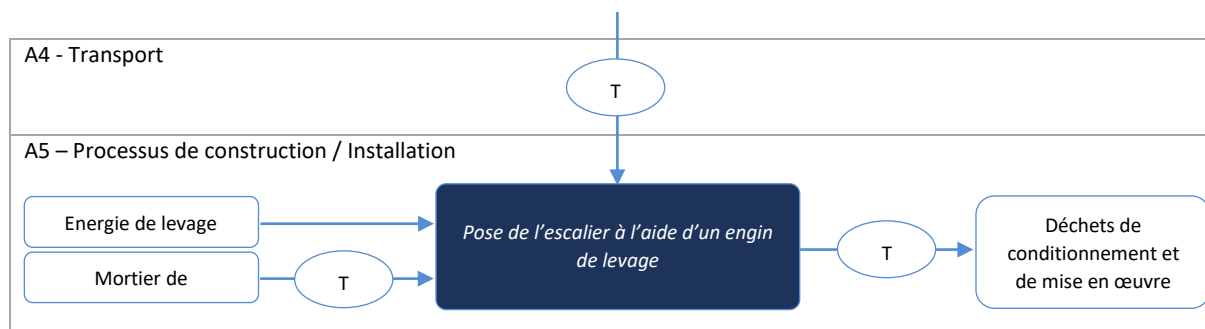 A4 - Transport
T
A5 – Processus de construction / Installation
Energie de levage
Mortier de
T
Pose de l’escalier à l’aide d’un engin
de levage
T
Déchets de
conditionnement et
de mise en œuvre